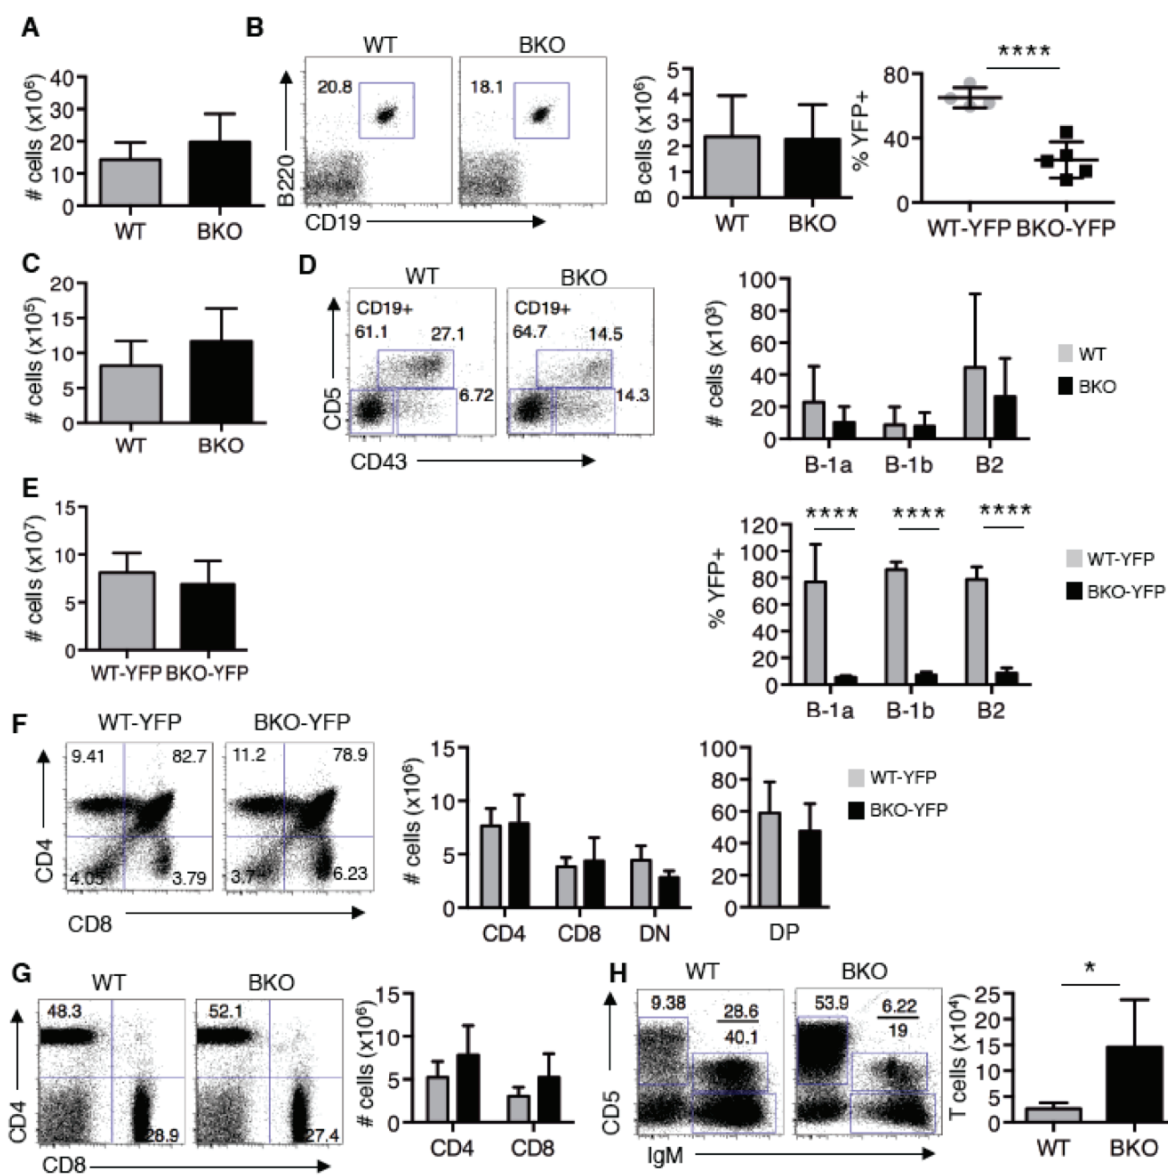 A
# cells (x10⁶)
40
30
20
10
0
WT
BKO
B
WT
BKO
20.8
18.1
B220
CD19
B cells (x10⁶)
5
4
3
2
1
0
WT
BKO
****
% YFP+
80
40
0
WT-YFP
BKO-YFP
C
# cells (x10⁵)
20
15
10
5
0
WT
BKO
D
WT
BKO
CD19+
61.1
27.1
6.72
CD19+
64.7
14.5
14.3
CD5
CD43
# cells (x10³)
100
80
60
40
20
0
B-1a
B-1b
B2
WT
BKO
E
# cells (x10⁷)
15
10
5
0
WT-YFP
BKO-YFP
**** **** ****
% YFP+
120
100
80
60
40
20
0
B-1a
B-1b
B2
WT-YFP
BKO-YFP
F
WT-YFP
BKO-YFP
9.41
82.7
3.79
11.2
78.9
3.7
6.23
CD4
CD8
# cells (x10⁶)
15
10
5
0
CD4
CD8
DN
100
80
60
40
20
0
DP
WT-YFP
BKO-YFP
G
WT
BKO
48.3
28.9
52.1
27.4
CD4
CD8
# cells (x10⁶)
15
10
5
0
CD4
CD8
H
WT
BKO
9.38
28.6
40.1
53.9
6.22
19
CD5
IgM
*
T cells (x10⁴)
25
20
15
10
5
0
WT
BKO